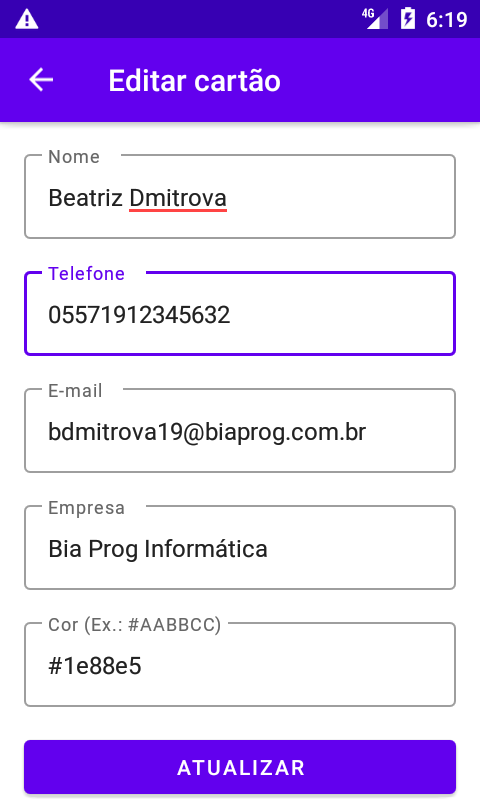 4G 6:19
Editar cartão
Nome
Beatriz Dmitrova
Telefone
05571912345632
E-mail
bdmitrova19@biaprog.com.br
Empresa
Bia Prog Informática
Cor (Ex.: #AABBCC)
#1e88e5
ATUALIZAR